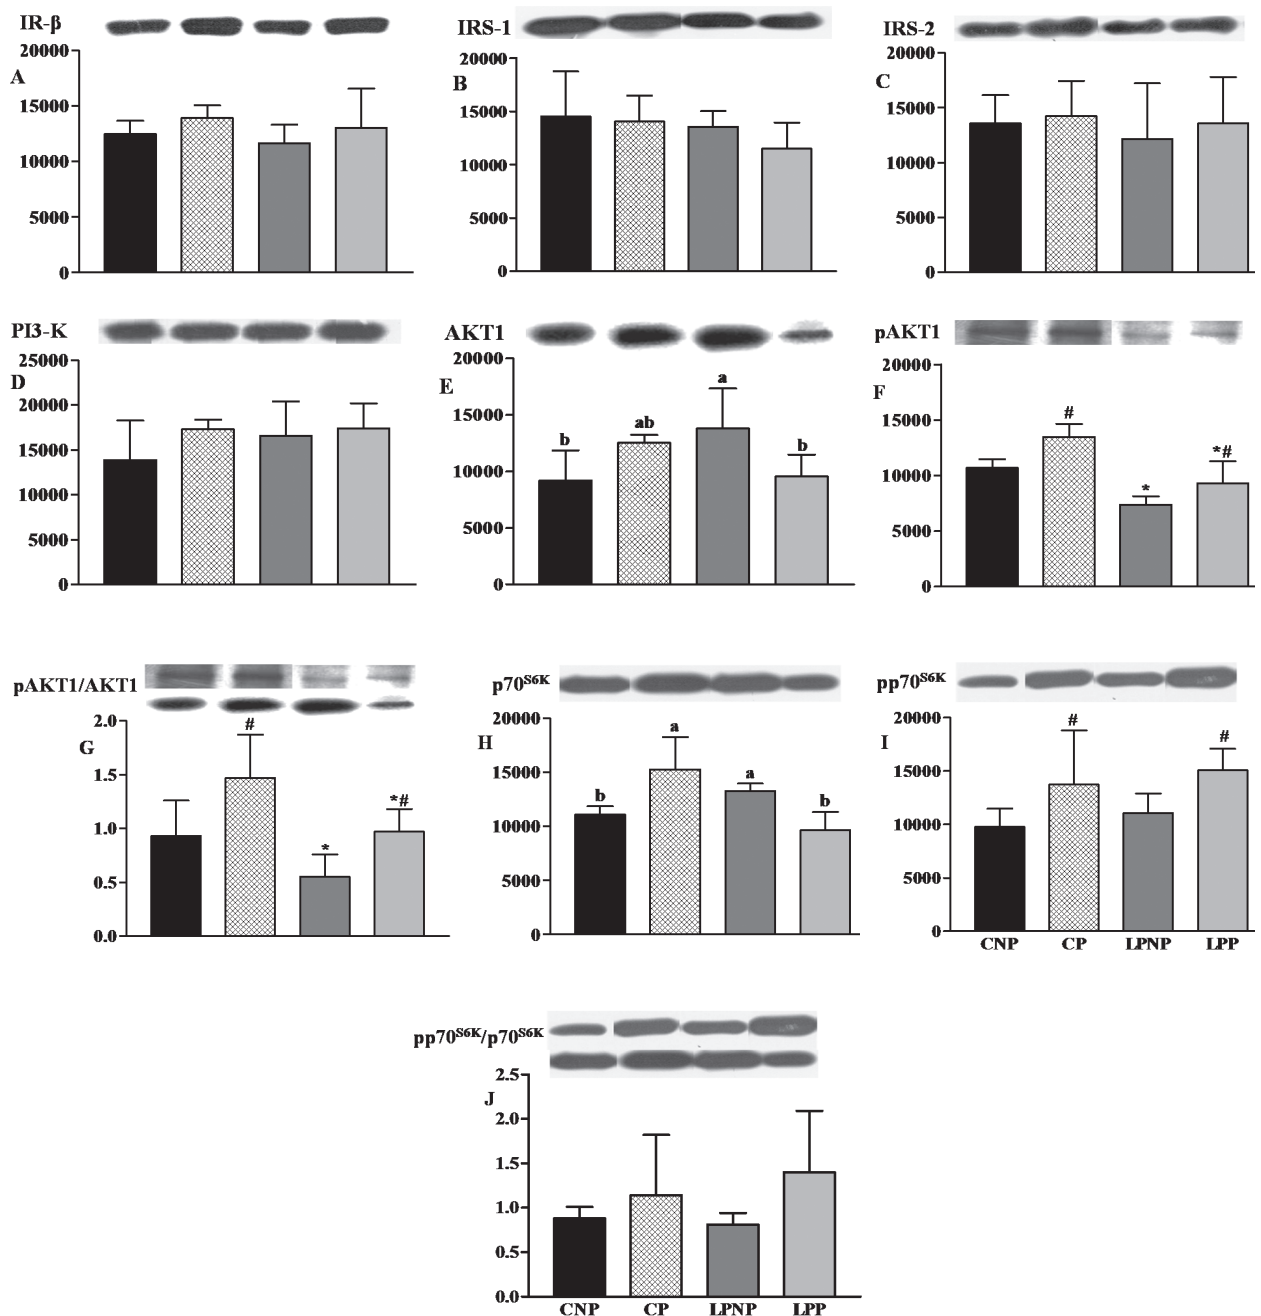 IR-β
A
20000
15000
10000
5000
0
IRS-1
B
20000
15000
10000
5000
0
IRS-2
C
20000
15000
10000
5000
0
PI3-K
D
25000
20000
15000
10000
5000
0
AKT1
E
20000
15000
10000
5000
0
b
ab
a
b
pAKT1
F
20000
15000
10000
5000
0
#
*
*#
pAKT1/AKT1
G
2.0
1.5
1.0
0.5
0.0
#
*
*#
p70S6K
H
20000
15000
10000
5000
0
b
a
a
b
pp70S6K
I
20000
15000
10000
5000
0
#
#
CNP CP LPNP LPP
pp70S6K/p70S6K
J
2.5
2.0
1.5
1.0
0.5
0.0
CNP CP LPNP LPP